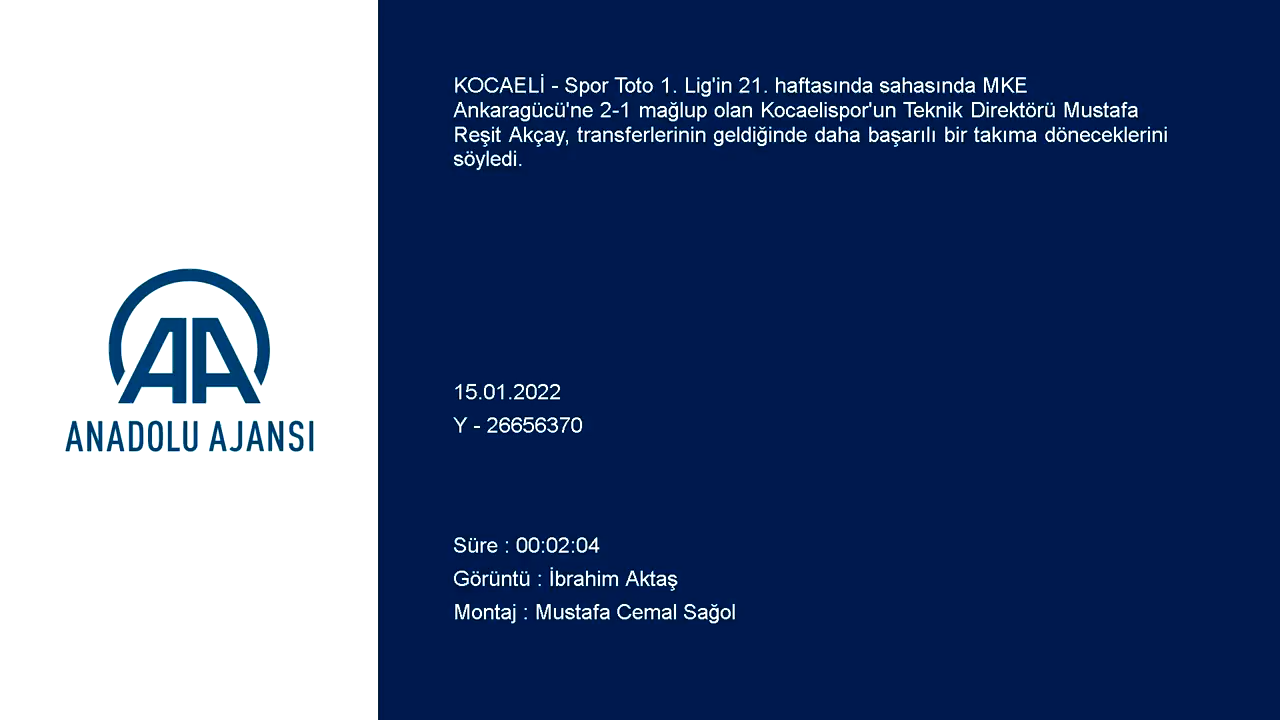 KOCAELİ - Spor Toto 1. Lig'in 21. haftasında sahasında MKE
Ankaragücü'ne 2-1 mağlup olan Kocaelispor'un Teknik Direktörü Mustafa
Reşit Akçay, transferlerinin geldiğinde daha başarılı bir takıma döneceklerini
söyledi.
AA
ANADOLU AJANSI
15.01.2022
Y - 26656370
Süre : 00:02:04
Görüntü : İbrahim Aktaş
Montaj : Mustafa Cemal Sağol